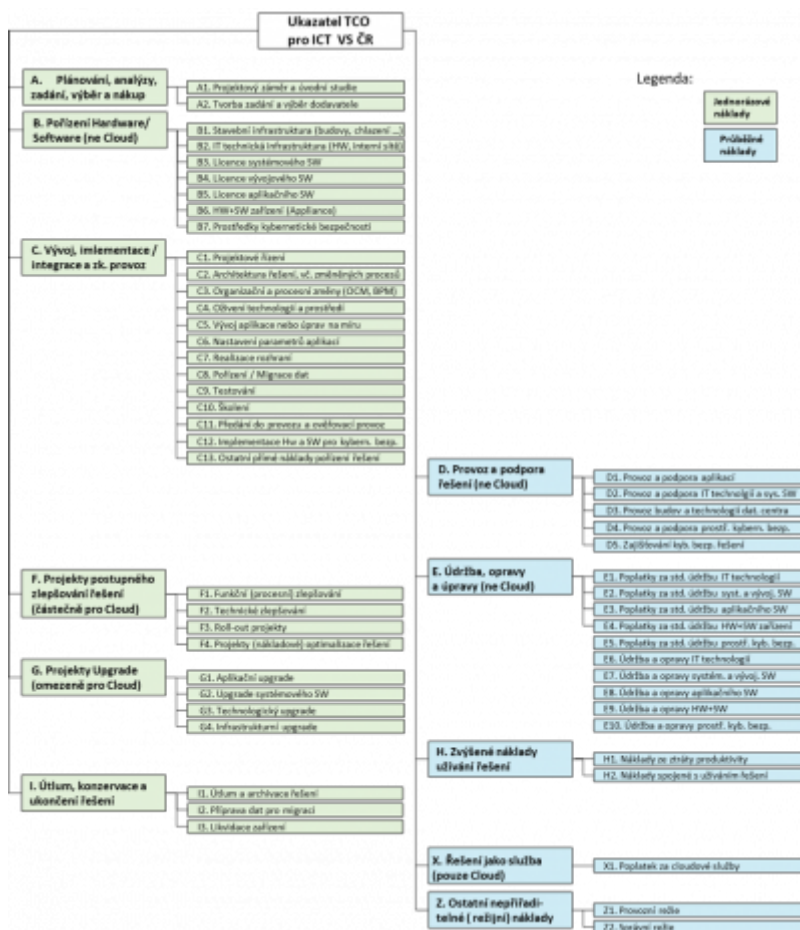 Ukazatel TCO
pro ICT VS ČR
A. Plánování, analýzy,
zadání, výběr a nákup
A1. Projektový záměr a úvodní studie
A2. Tvorba zadání a výběr dodavatele
B. Pořízení Hardware/
Software (ne Cloud)
B1. Stavební infrastruktura (budovy, chlazení ...)
B2. IT technická infrastruktura (HW, interní sítě)
B3. Licence systémového SW
B4. Licence vývojového SW
B5. Licence aplikačního SW
B6. HW+SW zařízení (Appliance)
B7. Prostředky kybernetické bezpečnosti
C. Vývoj, imlementace /
integrace a zk. provoz
C1. Projektové řízení
C2. Architektura řešení, vč. změněných procesů
C3. Organizační a procesní změny (OCM, BPM)
C4. Oživení technologií a prostředí
C5. Vývoj aplikace nebo úprav na míru
C6. Nastavení parametrů aplikací
C7. Realizace rozhraní
C8. Pořízení / Migrace dat
C9. Testování
C10. Školení
C11. Předání do provozu a ověřovací provoz
C12. Implementace Hw a SW pro kybern. bezp.
C13. Ostatní přímé náklady pořízení řešení
F. Projekty postupného
zlepšování řešení
(částečně pro Cloud)
F1. Funkční (procesní) zlepšování
F2. Technické zlepšování
F3. Roll-out projekty
F4. Projekty (nákladové) optimalizace řešení
G. Projekty Upgrade
(omezeně pro Cloud)
G1. Aplikační upgrade
G2. Upgrade systémového SW
G3. Technologický upgrade
G4. Infrastrukturní upgrade
I. Útlum, konzervace a
ukončení řešení
I1. Útlum a archivace řešení
I2. Příprava dat pro migraci
I3. Likvidace zařízení
Legenda:
Jednorázové
náklady
Průběžné
náklady
D. Provoz a podpora
řešení (ne Cloud)
D1. Provoz a podpora aplikací
D2. Provoz a podpora IT technolgií a sys. SW
D3. Provoz budov a technologií dat. centra
D4. Provoz a podpora prostř. kybern. bezp.
D5. Zajišťování kyb. bezp. řešení
E. Údržba, opravy
a úpravy (ne Cloud)
E1. Poplatky za std. údržbu IT technologií
E2. Poplatky za std. údržbu syst. a vývoj. SW
E3. Poplatky za std. údržbu aplikačního SW
E4. Poplatky za std. údržbu HW+SW zařízení
E5. Poplatky za std. údržbu prostř. kyb. bezp.
E6. Údržba a opravy IT technologií
E7. Údržba a opravy systém. a vývoj. SW
E8. Údržba a opravy aplikačního SW
E9. Údržba a opravy HW+SW
E10. Údržba a opravy prostř. kyb. bezp.
H. Zvýšené náklady
užívání řešení
H1. Náklady ze ztráty produktivity
H2. Náklady spojené s užíváním řešení
X. Řešení jako služba
(pouze Cloud)
X1. Poplatek za cloudové služby
Z. Ostatní nepřiřadi-
telné ( režijní) náklady
Z1. Provozní režie
Z2. Správní režie